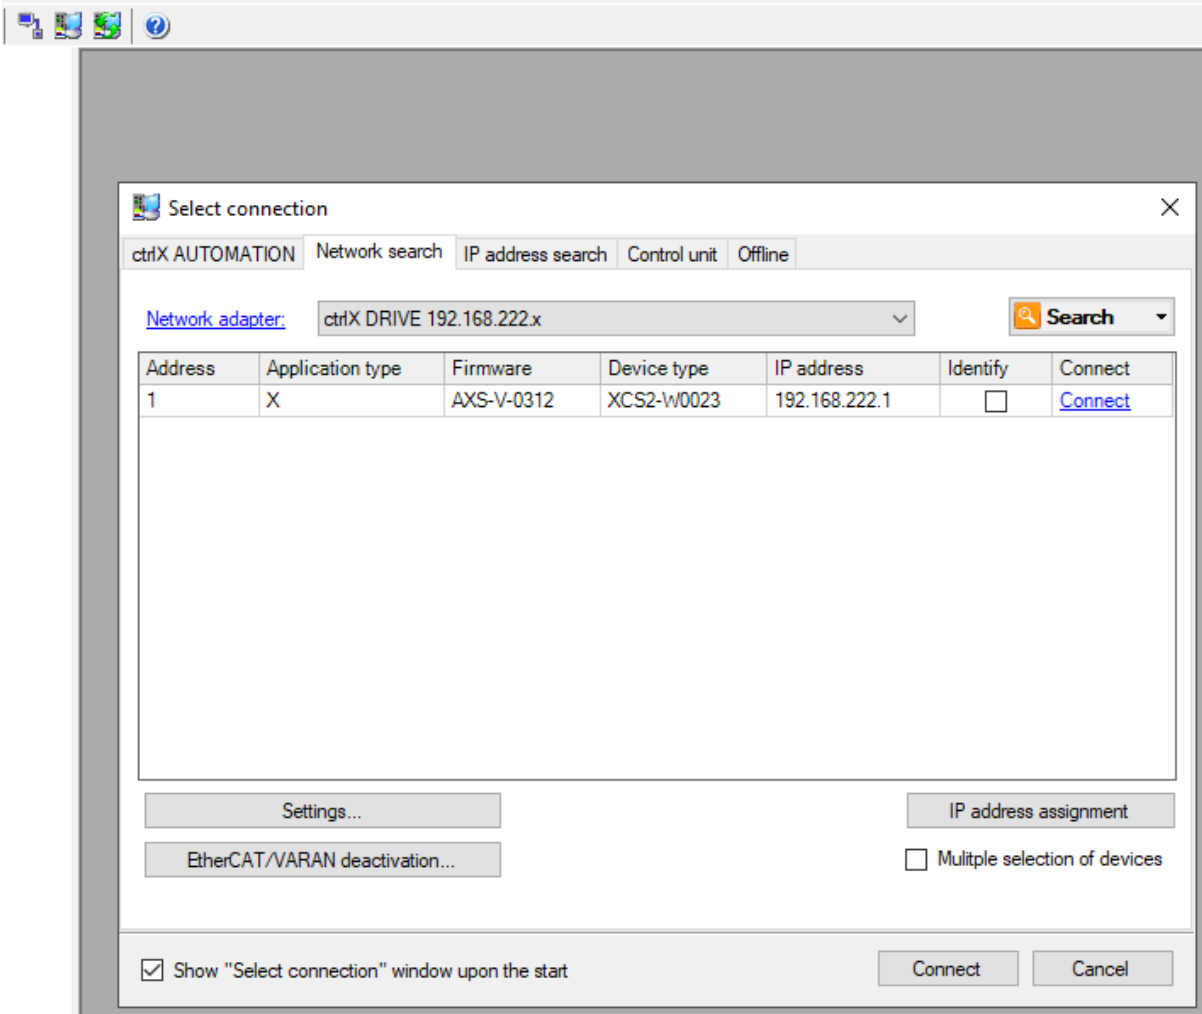 Select connection
ctrlX AUTOMATION Network search IP address search Control unit Offline
Network adapter: ctrlX DRIVE 192.168.222.x Search
Address Application type Firmware Device type IP address Identify Connect
1 X AXS-V-0312 XCS2-W0023 192.168.222.1 Connect
Settings... IP address assignment
EtherCAT/VARAN deactivation... Mulitple selection of devices
Show "Select connection" window upon the start Connect Cancel